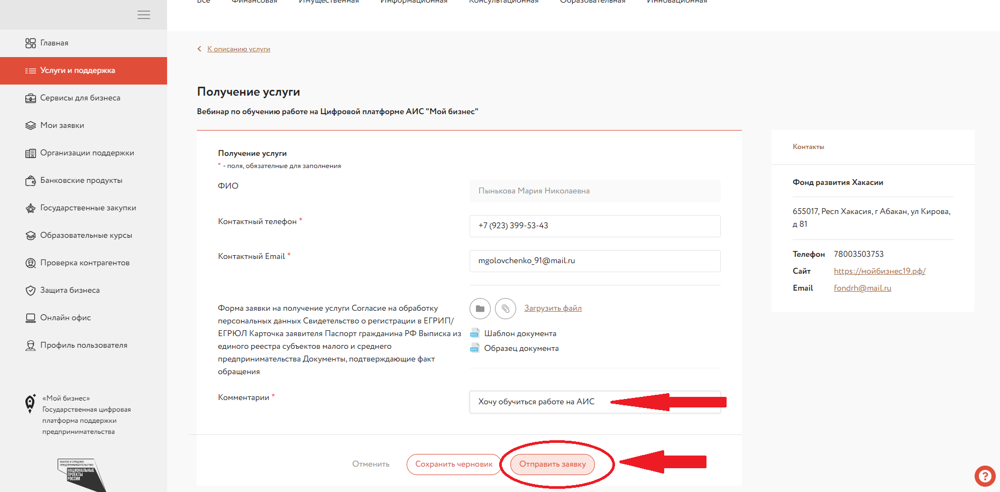 Все Финансовая Имущественная Информационная Консультационная Образовательная Инновационная
Главная
Услуги и поддержка
Сервисы для бизнеса
Мои заявки
Организации поддержки
Банковские продукты
Государственные закупки
Образовательные курсы
Проверка контрагентов
Защита бизнеса
Онлайн офис
Профиль пользователя
«Мой бизнес»
Государственная цифровая
платформа поддержки
предпринимательства
МАЛОЕ И СРЕДНЕЕ
ПРЕДПРИНИМАТЕЛЬСТВО
НАЦИОНАЛЬНЫЕ
ПРОЕКТЫ
РОССИИ
К описанию услуги
Получение услуги
Вебинар по обучению работе на Цифровой платформе АИС "Мой бизнес"
Получение услуги
* - поля, обязателные для заполнения
ФИО
Пынькова Мария Николаевна
Контактный телефон *
+7 (923) 399-53-43
Контактный Email *
mgolovchenko_91@mail.ru
Форма заявки на получение услуги Согласие на обработку
персональных данных Свидетельство о регистрации в ЕГРИП/
ЕГРЮЛ Карточка заявителя Паспорт гражданина РФ Выписка из
единого реестра субъектов малого и среднего
предпринимательства Документы, подтверждающие факт
обращения
Загрузить файл
DOC Шаблон документа
DOC Образец документа
Комментарии *
Хочу обучиться работе на АИС
Отменить
Сохранить черновик
Отправить заявку
Контакты
Фонд развития Хакасии
655017, Респ Хакасия, г Абакан, ул Кирова,
д 81
Телефон 78003503753
Сайт https://мойбизнес19.рф/
Email fondrh@mail.ru
?